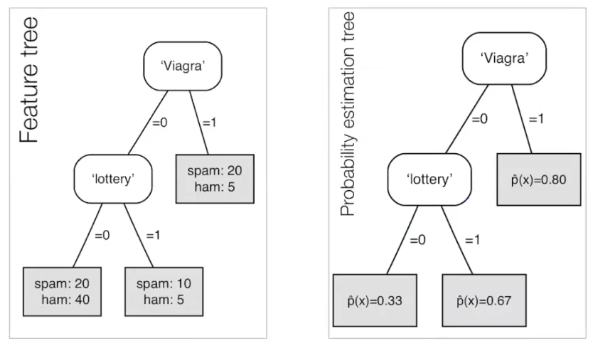 Feature tree
'Viagra'
=0
=1
'lottery'
spam: 20
ham: 5
=0
=1
spam: 20
ham: 40
spam: 10
ham: 5
Probability estimation tree
'Viagra'
=0
=1
'lottery'
p̂(x)=0.80
=0
=1
p̂(x)=0.33
p̂(x)=0.67